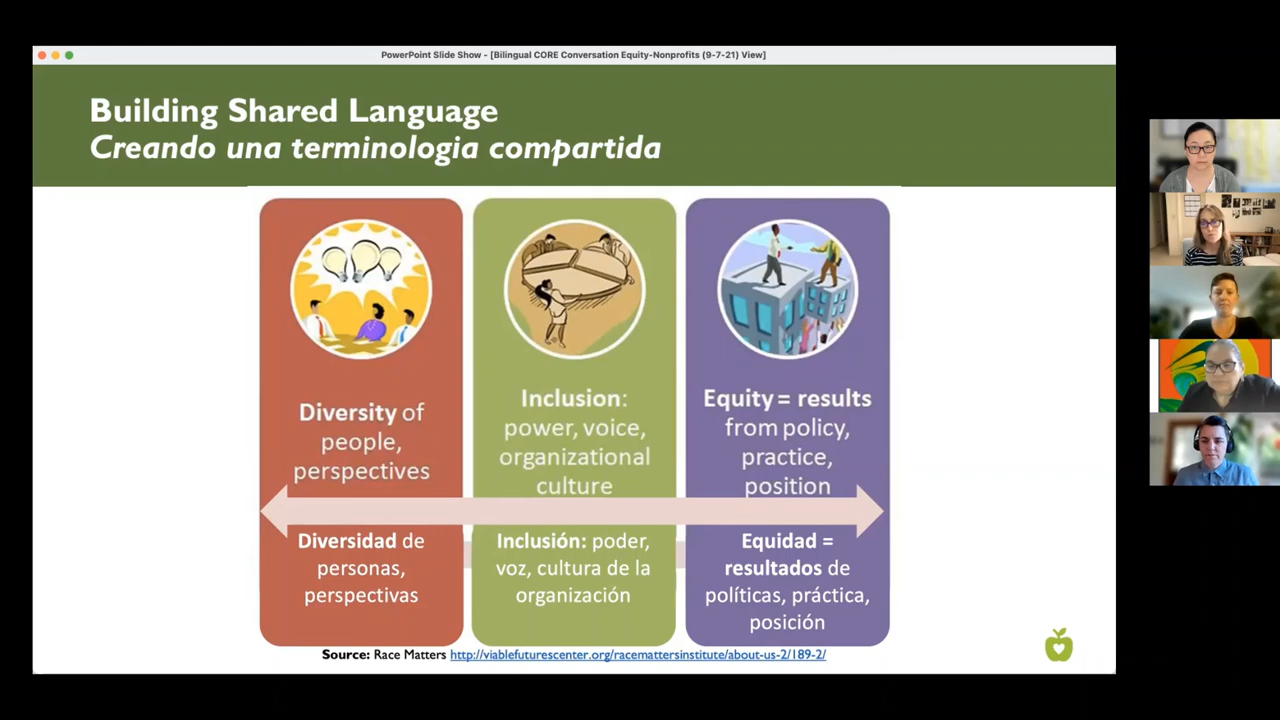 PowerPoint Slide Show - [Bilingual CORE Conversation Equity-Nonprofits (9-7-21) View]
Building Shared Language
Creando una terminologia compartida
Diversity of
people,
perspectives
Inclusion:
power, voice,
organizational
culture
Equity = results
from policy,
practice,
position
Diversidad de
personas,
perspectivas
Inclusión: poder,
voz, cultura de la
organización
Equidad =
resultados de
políticas, práctica,
posición
Source: Race Matters http://viablefuturescenter.org/racemattersinstitute/about-us-2/189-2/